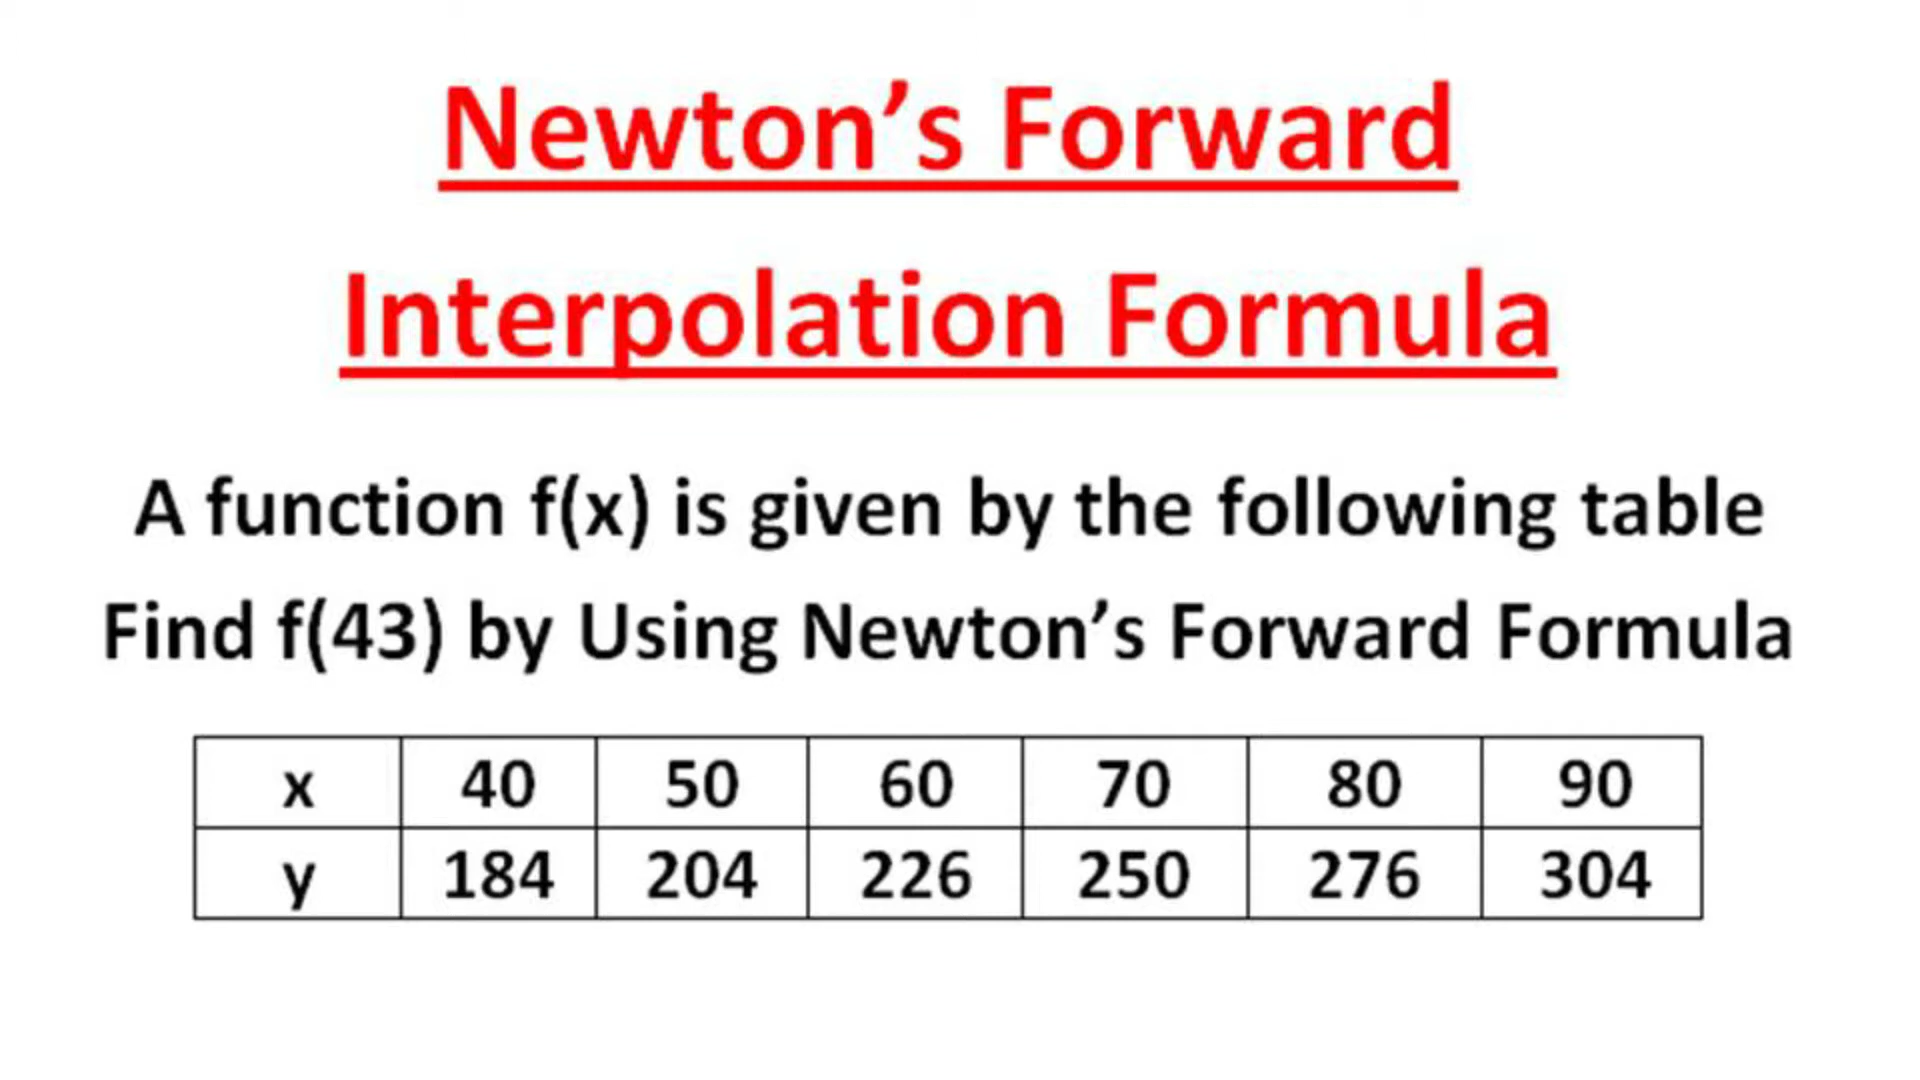 Newton’s Forward
Interpolation Formula
A function f(x) is given by the following table
Find f(43) by Using Newton’s Forward Formula
x 40 50 60 70 80 90
y 184 204 226 250 276 304